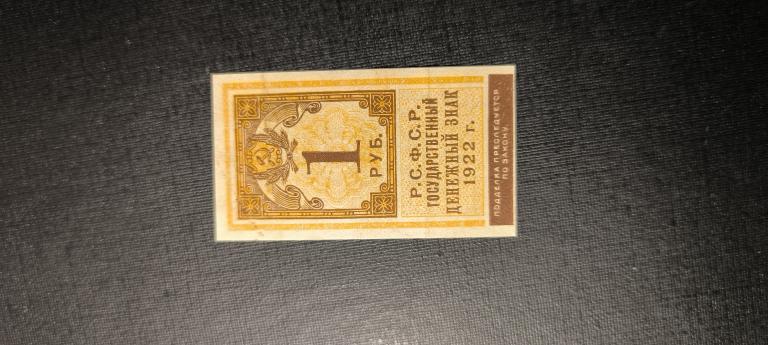 1
РУБ.
Р.С.Ф.С.Р.
ГОСУДАРСТВЕННЫЙ
ДЕНЕЖНЫЙ ЗНАК
1922 г.
ПОДДЕЛКА ПРЕСЛЕДУЕТСЯ
ПО ЗАКОНУ.